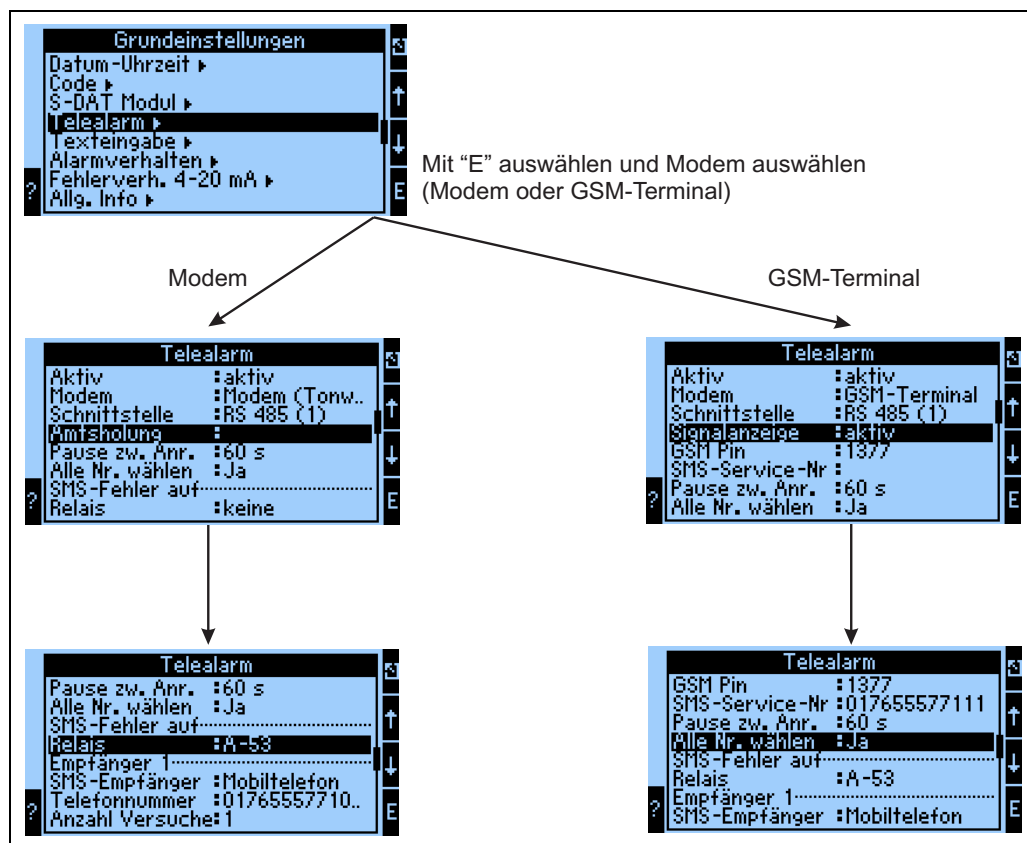 Grundeinstellungen
Datum-Uhrzeit
Code
S-DAT Modul
Telealarm
Texteingabe
Alarmverhalten
Fehlerverh. 4-20 mA
Allg. Info
?
E
Mit “E” auswählen und Modem auswählen
(Modem oder GSM-Terminal)
Modem
GSM-Terminal
Telealarm
Aktiv :aktiv
Modem :Modem (Tonw..
Schnittstelle :RS 485 (1)
Amtsholung :
Pause zw. Anr. :60 s
Alle Nr. wählen :Ja
SMS-Fehler auf
Relais :keine
?
E
Telealarm
Aktiv :aktiv
Modem :GSM-Terminal
Schnittstelle :RS 485 (1)
Signalanzeige :aktiv
GSM Pin :1377
SMS-Service-Nr :
Pause zw. Anr. :60 s
Alle Nr. wählen :Ja
?
E
Telealarm
Pause zw. Anr. :60 s
Alle Nr. wählen :Ja
SMS-Fehler auf
Relais :A-53
Empfänger 1
SMS-Empfänger :Mobiltelefon
Telefonnummer :01765557710..
Anzahl Versuche:1
?
E
Telealarm
GSM Pin :1377
SMS-Service-Nr :017655577111
Pause zw. Anr. :60 s
Alle Nr. wählen :Ja
SMS-Fehler auf
Relais :A-53
Empfänger 1
SMS-Empfänger :Mobiltelefon
?
E